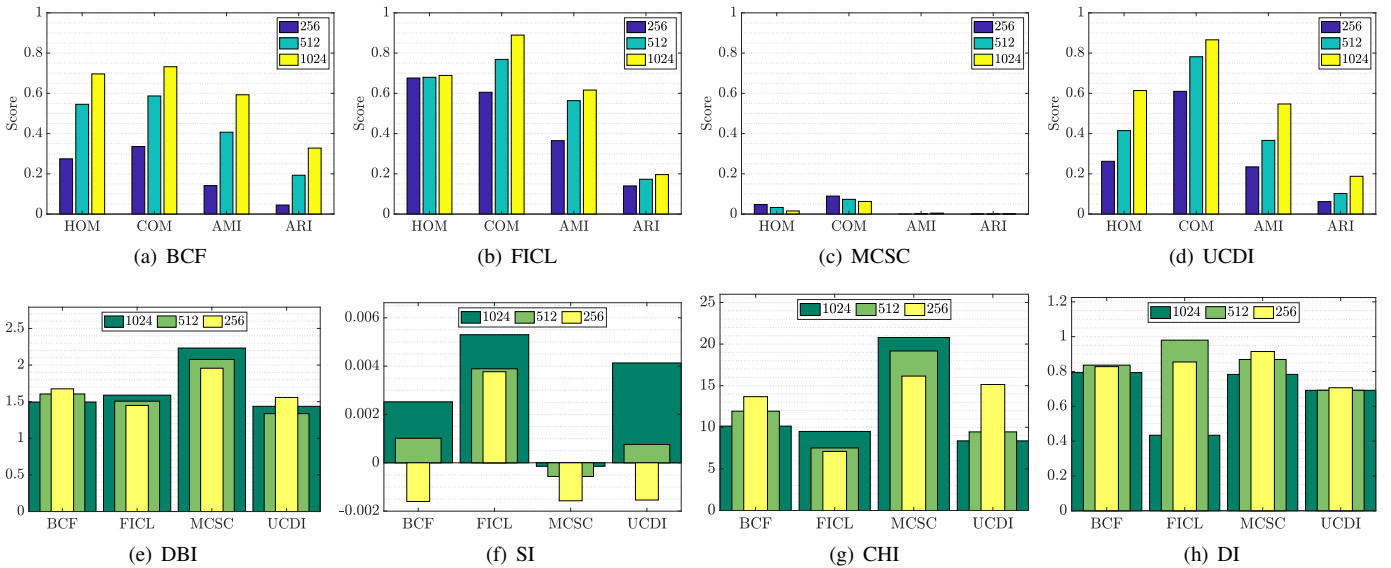 1
0.8
0.6
0.4
0.2
0
Score
256
512
1024
HOM COM AMI ARI
(a) BCF
1
0.8
0.6
0.4
0.2
0
Score
256
512
1024
HOM COM AMI ARI
(b) FICL
1
0.8
0.6
0.4
0.2
0
Score
256
512
1024
HOM COM AMI ARI
(c) MCSC
1
0.8
0.6
0.4
0.2
0
Score
256
512
1024
HOM COM AMI ARI
(d) UCDI
2.5
2
1.5
1
0.5
0
1024 512 256
BCF FICL MCSC UCDI
(e) DBI
0.006
0.004
0.002
0
-0.002
1024 512 256
BCF FICL MCSC UCDI
(f) SI
25
20
15
10
5
0
1024 512 256
BCF FICL MCSC UCDI
(g) CHI
1.2
1
0.8
0.6
0.4
0.2
0
1024 512 256
BCF FICL MCSC UCDI
(h) DI